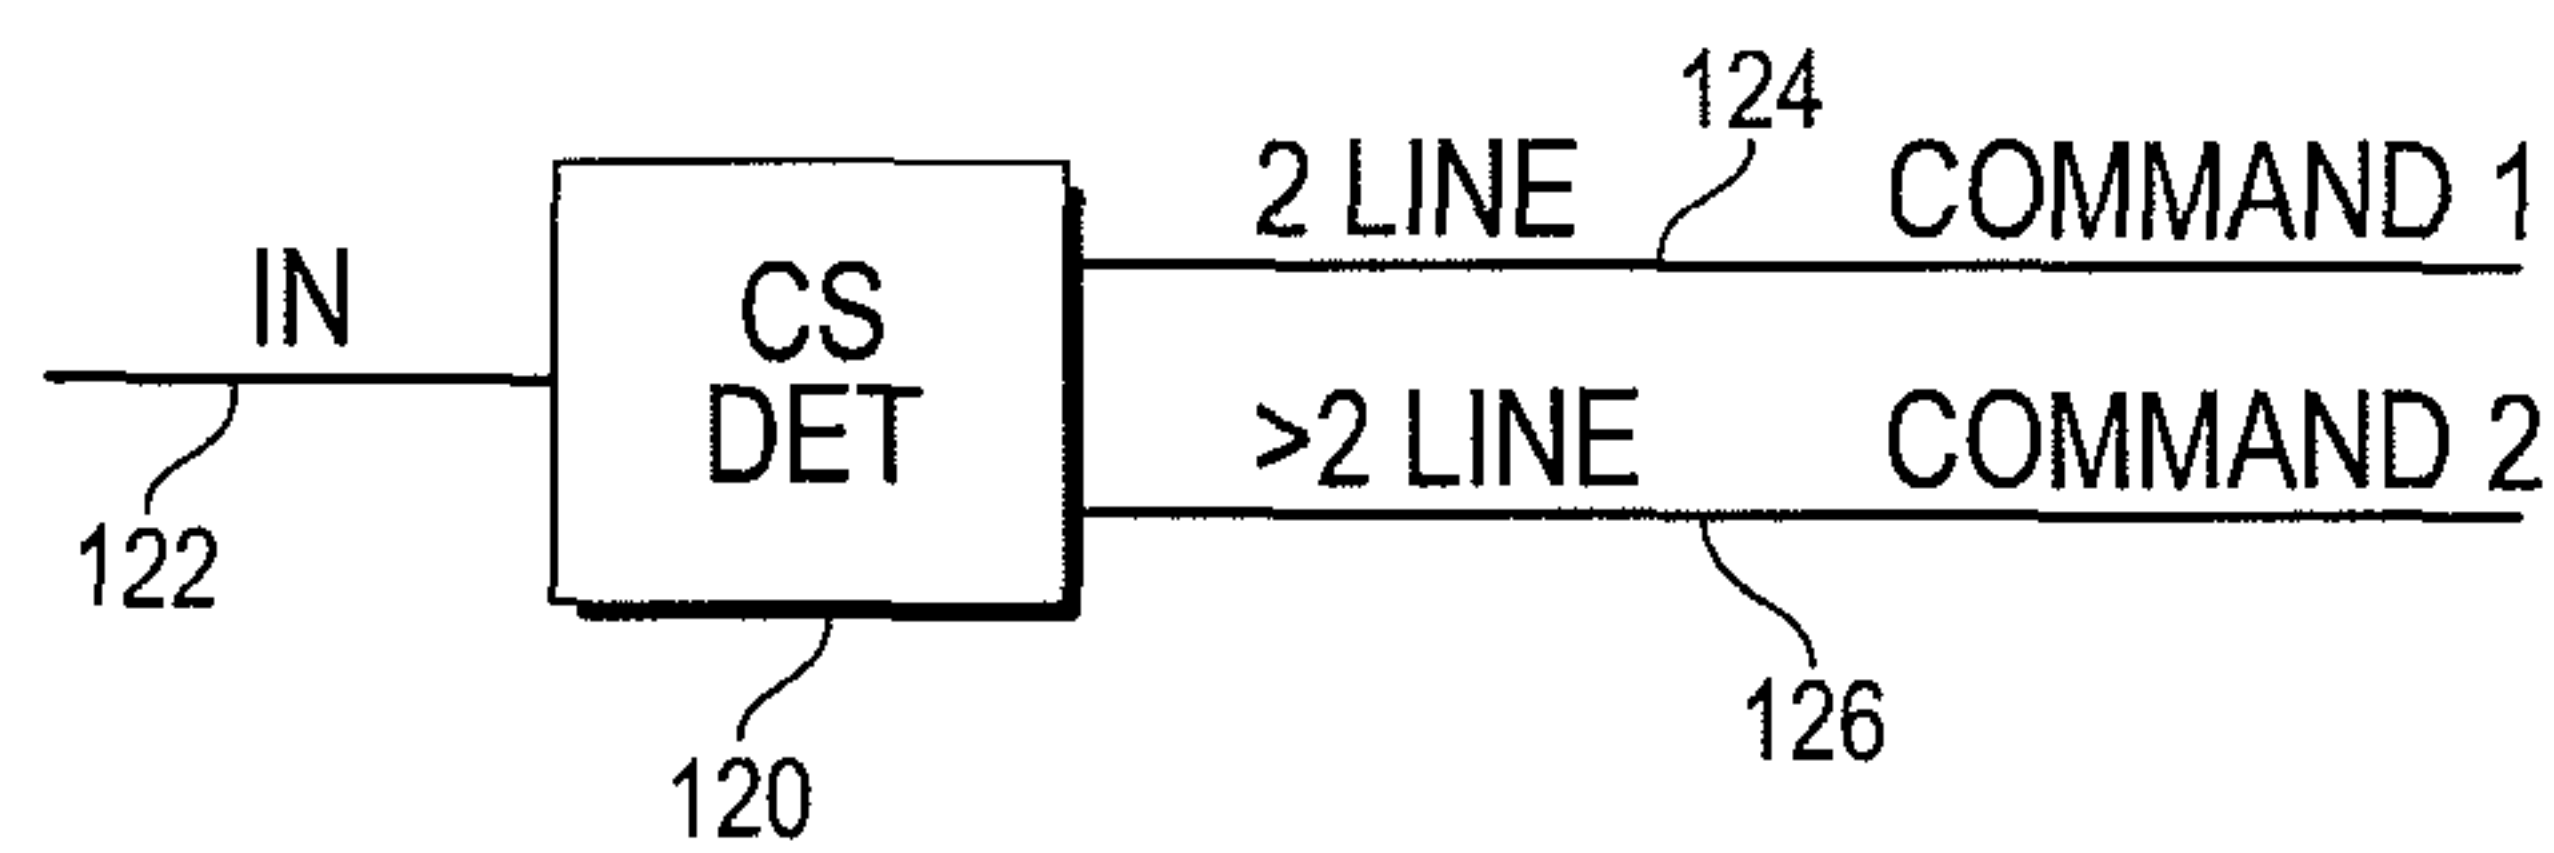 124
2 LINE COMMAND 1
IN
CS
DET
>2 LINE COMMAND 2
122
126
120